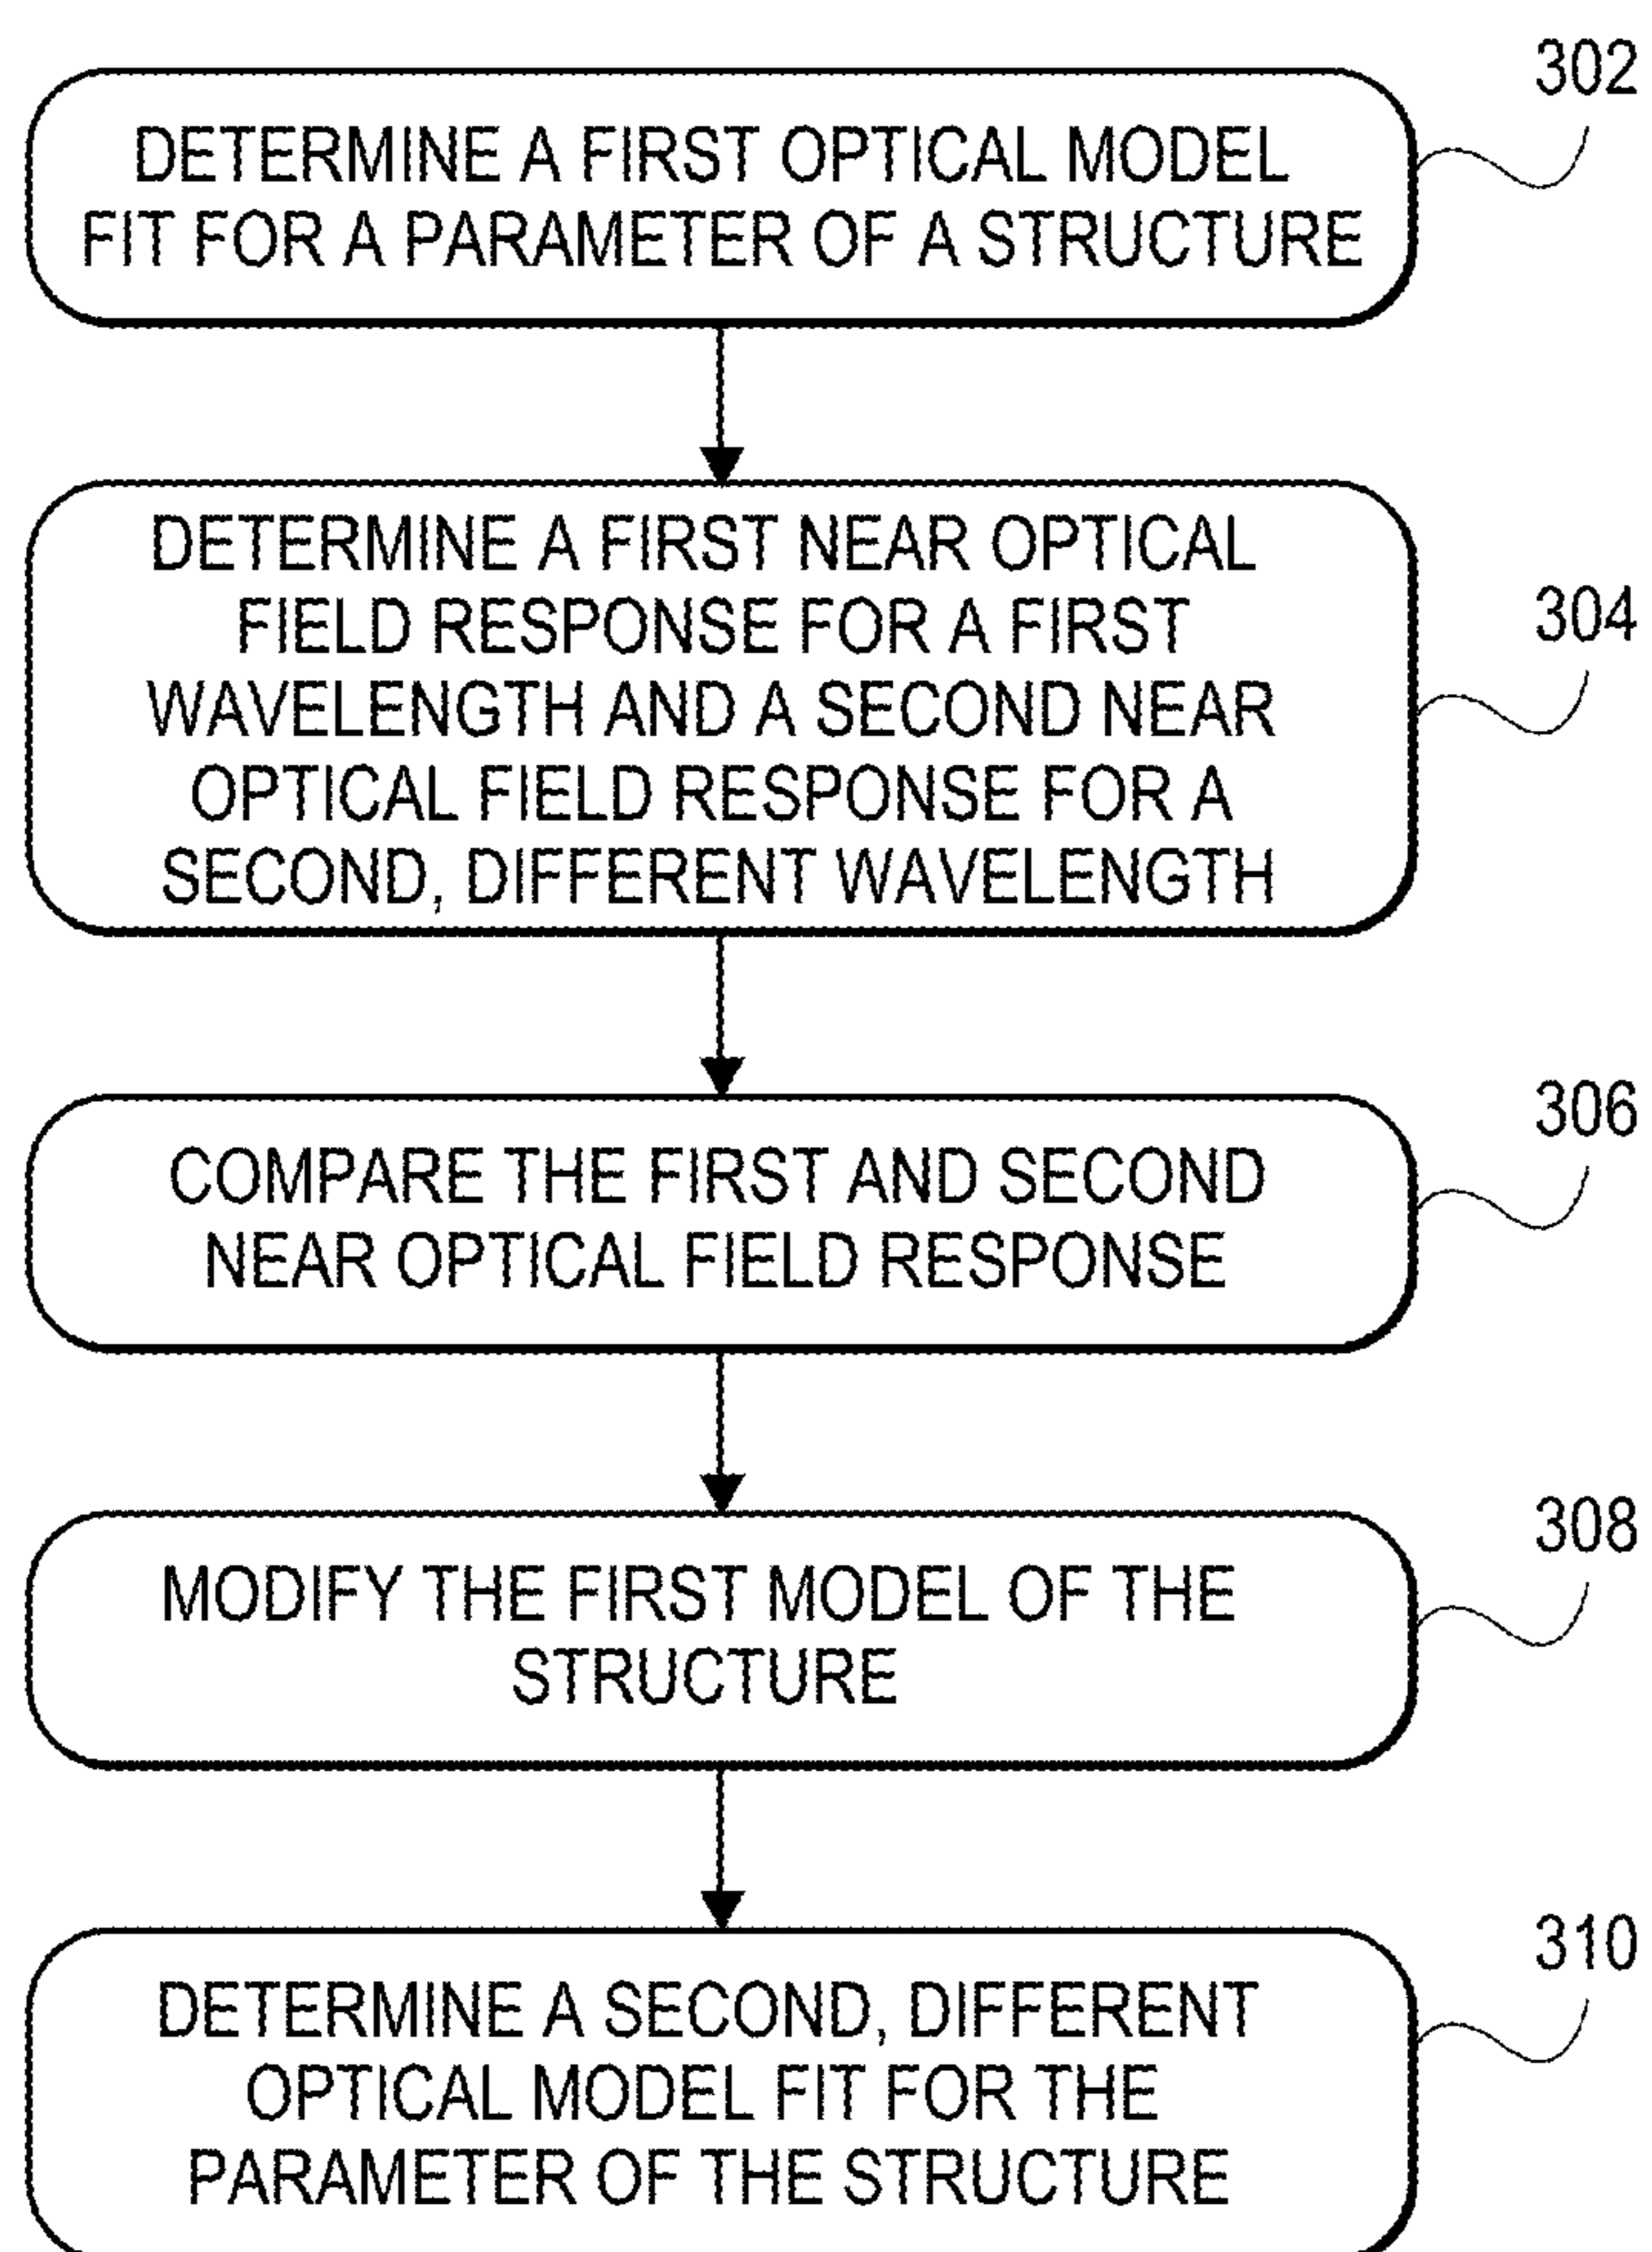 302
DETERMINE A FIRST OPTICAL MODEL
FIT FOR A PARAMETER OF A STRUCTURE
DETERMINE A FIRST NEAR OPTICAL
FIELD RESPONSE FOR A FIRST
WAVELENGTH AND A SECOND NEAR
OPTICAL FIELD RESPONSE FOR A
SECOND, DIFFERENT WAVELENGTH
304
COMPARE THE FIRST AND SECOND
NEAR OPTICAL FIELD RESPONSE
306
MODIFY THE FIRST MODEL OF THE
STRUCTURE
308
DETERMINE A SECOND, DIFFERENT
OPTICAL MODEL FIT FOR THE
PARAMETER OF THE STRUCTURE
310